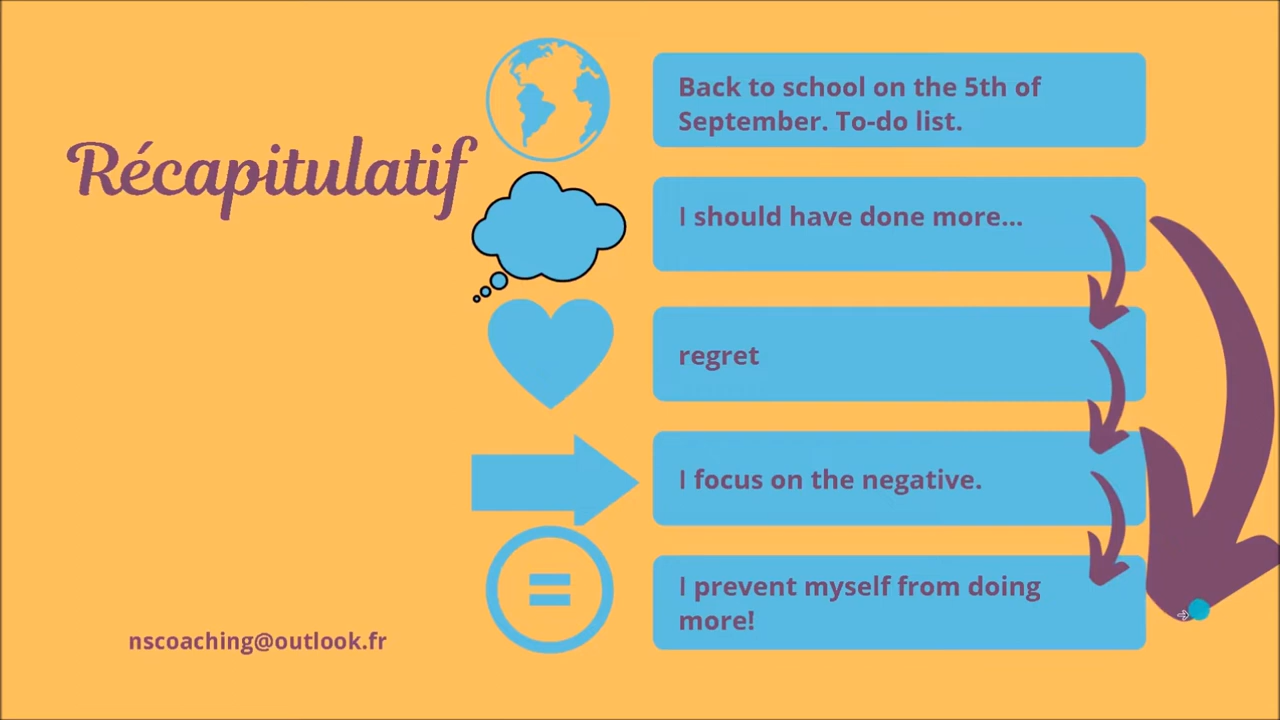 Récapitulatif
Back to school on the 5th of
September. To-do list.
I should have done more...
regret
I focus on the negative.
=
I prevent myself from doing
more!
nscoaching@outlook.fr